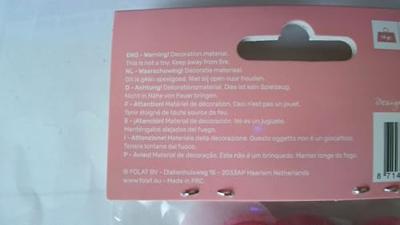 ENG - Warning! Decoration material.
This is not a toy. Keep away from fire.
NL - Waarschuwing! Decoratie materiaal.
Dit is geen speelgoed. Niet bij open vuur houden.
D - Achtung! Dekorationsmaterial. Dies ist kein Spielzeug.
Nicht in Nähe von Feuer bringen.
F - Attention! Matériel de décoration. Ceci n'est pas un jouet.
Tenir éloigné de toute source de feu.
E - ¡Atención! Material de decoración. No es un juguete.
Manténgalos alejados del fuego.
I - Attenzione! Materiale della decorazione. Questo oggetto non è un giocattolo.
Tenere lontano dal fuoco.
P - Aviso! Material de decoração. Este não é um brinquedo. Manter longe do fogo.
© FOLAT BV - Diakenhuisweg 16 - 2033AP Haarlem Netherlands
www.folat.eu - Made in PRC.
Design
8 714